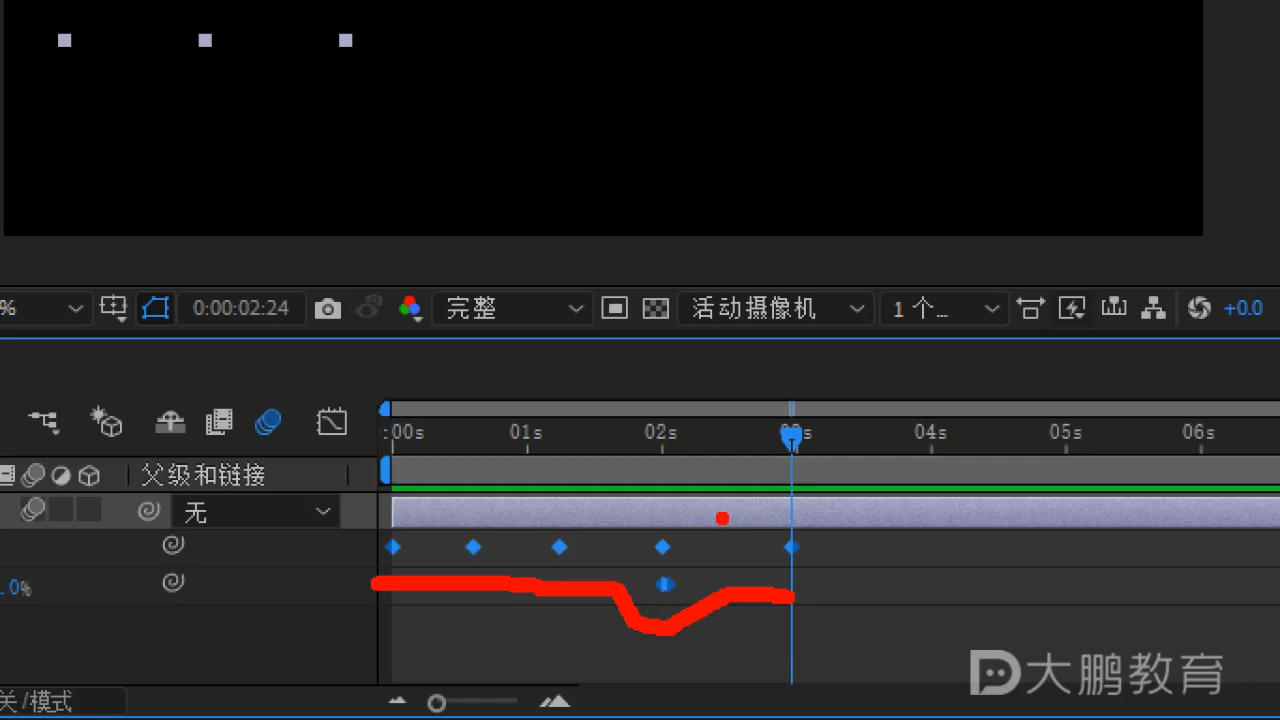 % 0:00:02:24 完整 活动摄像机 1 个... +0.0
:00s 01s 02s 04s 05s 06s
父级和链接
无
.0%
大鹏教育
关/模式